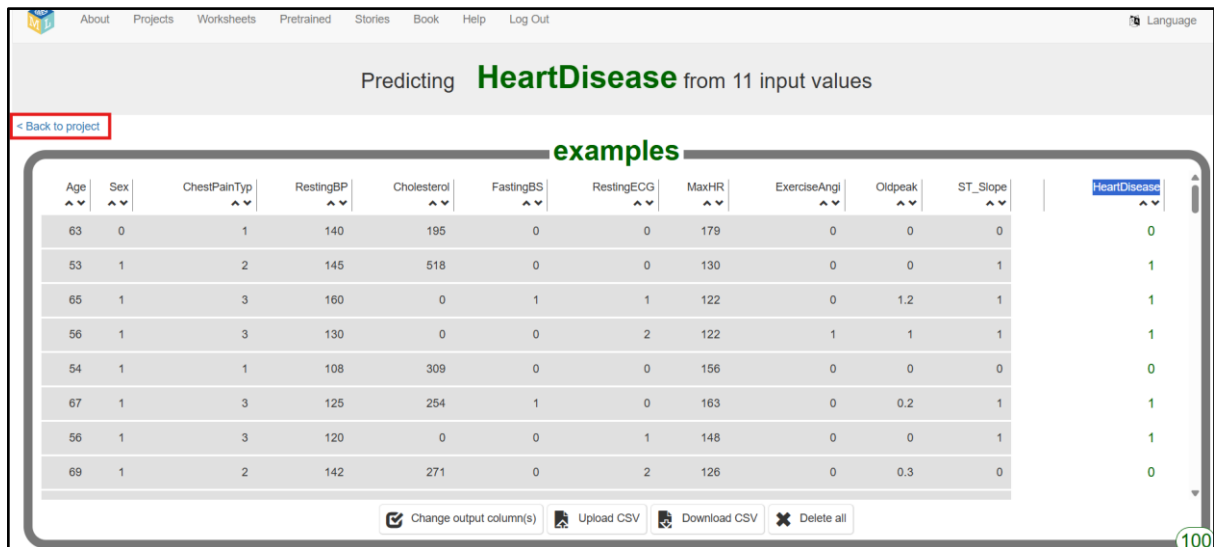 ML
About Projects Worksheets Pretrained Stories Book Help Log Out Language
Predicting HeartDisease from 11 input values
< Back to project
examples
Age Sex ChestPainTyp RestingBP Cholesterol FastingBS RestingECG MaxHR ExerciseAngi Oldpeak ST_Slope HeartDisease
63 0 1 140 195 0 0 179 0 0 0 0
53 1 2 145 518 0 0 130 0 0 1 1
65 1 3 160 0 1 1 122 0 1.2 1 1
56 1 3 130 0 0 2 122 1 1 1 1
54 1 1 108 309 0 0 156 0 0 0 0
67 1 3 125 254 1 0 163 0 0.2 1 1
56 1 3 120 0 0 1 148 0 0 1 1
69 1 2 142 271 0 2 126 0 0.3 0 0
Change output column(s) Upload CSV Download CSV Delete all
100